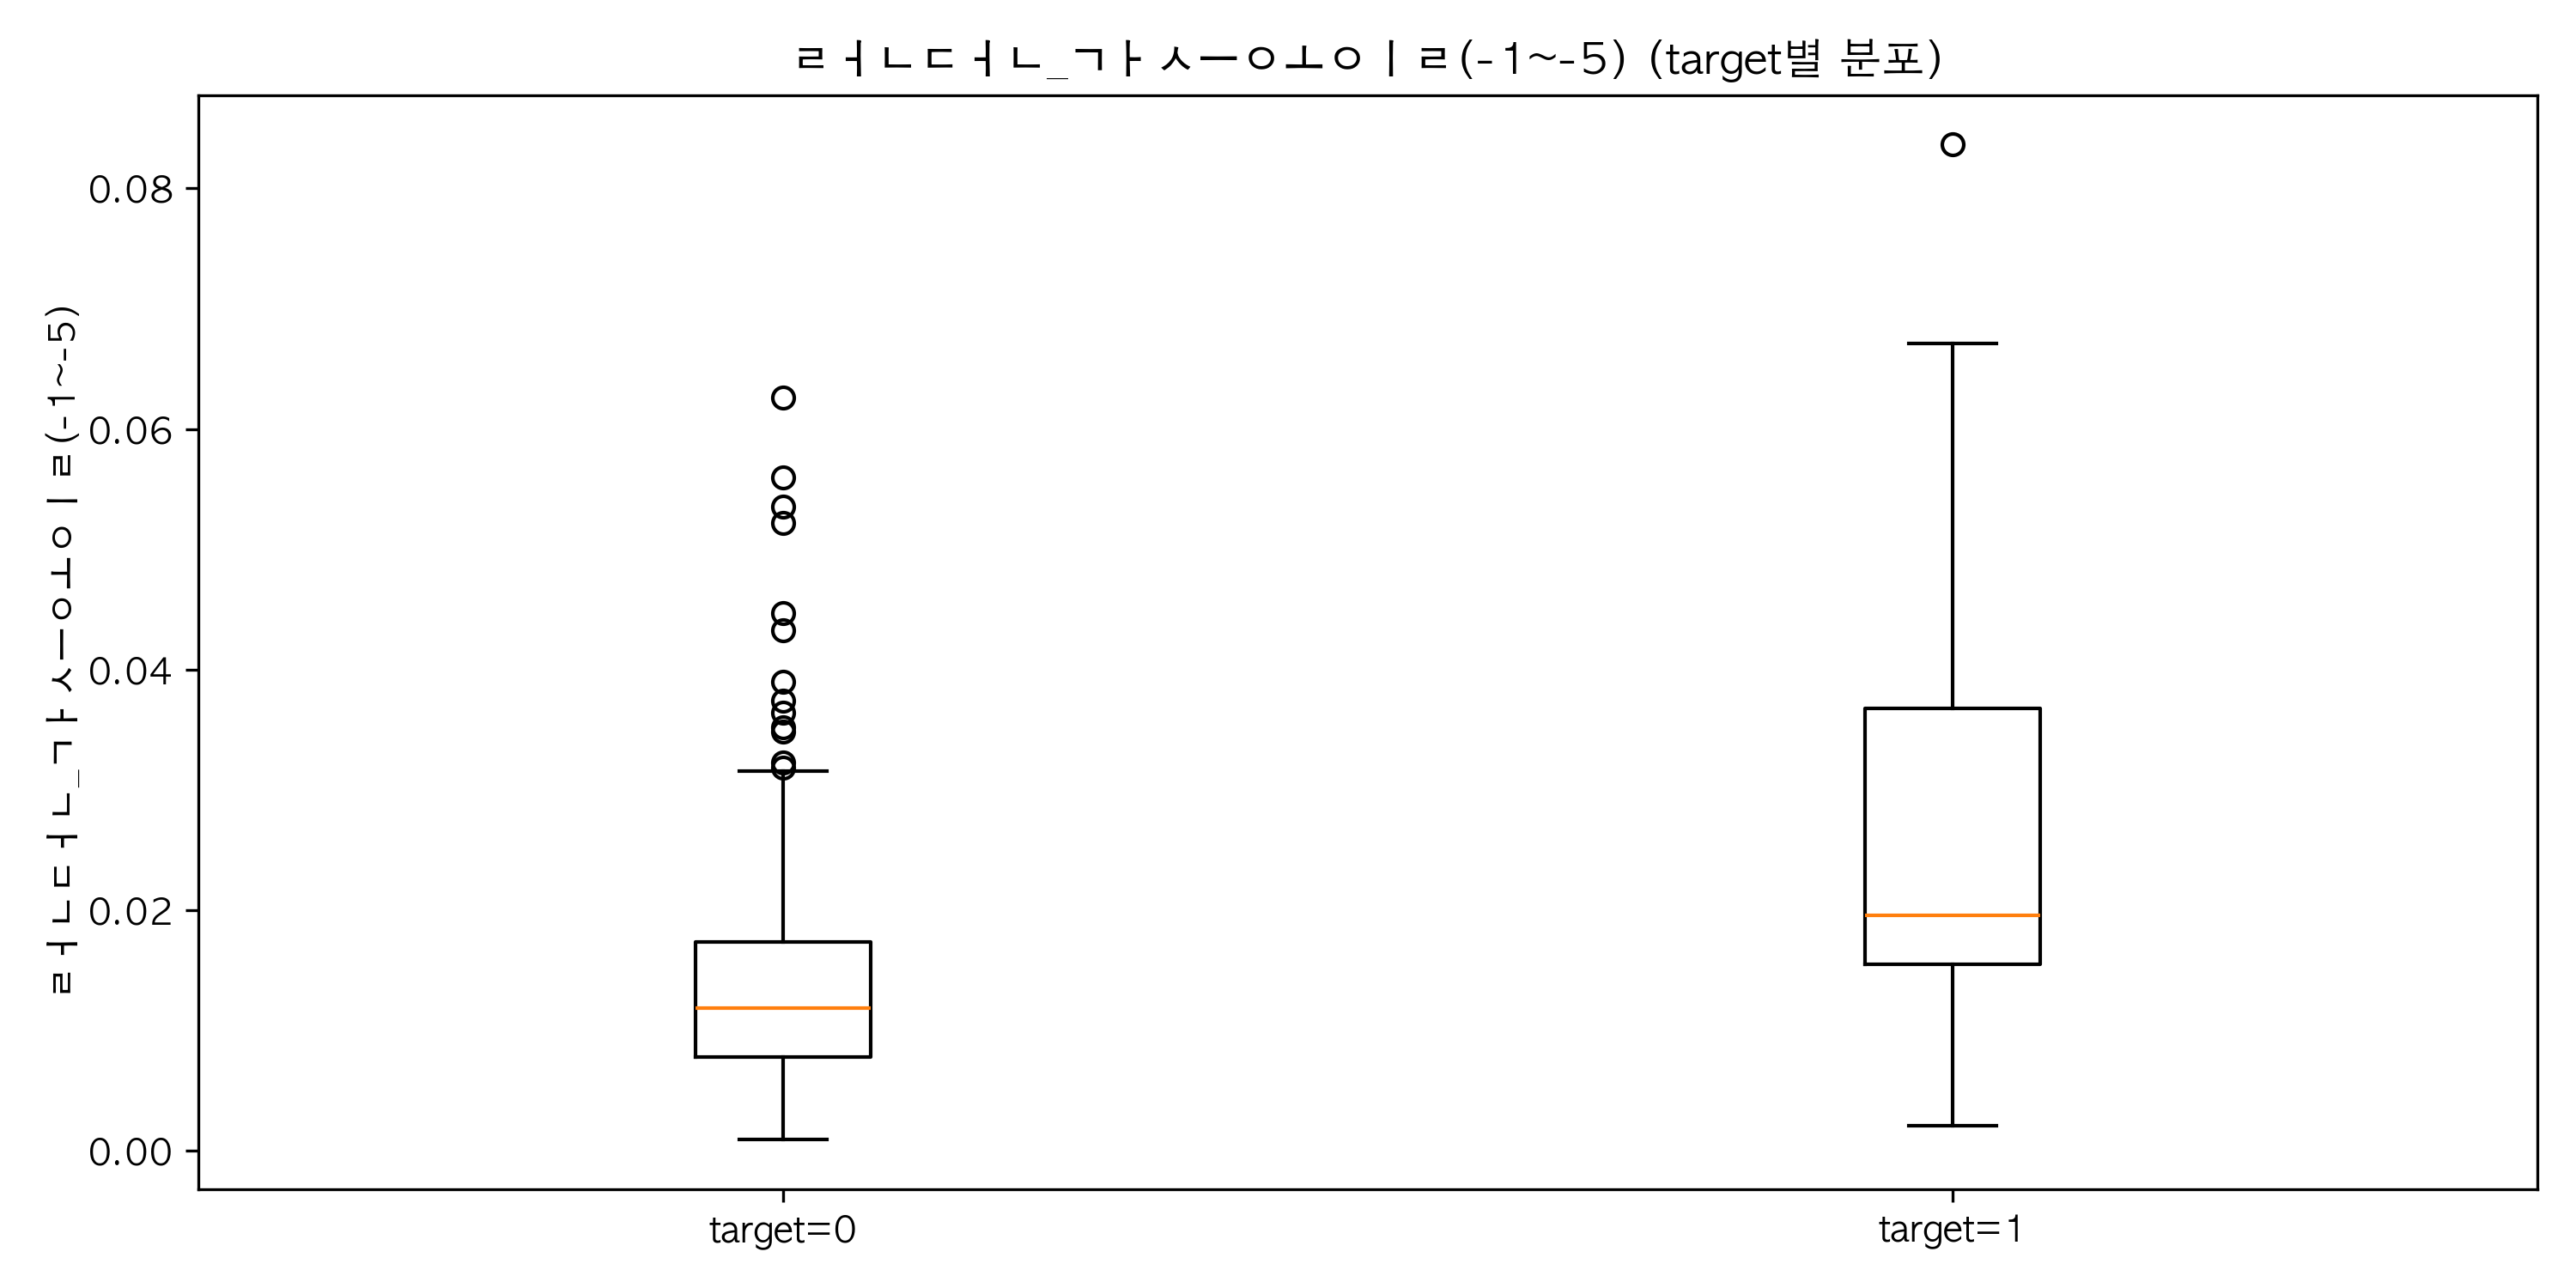 ㄹㅓㄴㄷㅓㄴ_ㄱㅏㅅㅡㅇㅗㅇㅣㄹ(-1~-5) (target별 분포)
ㄹㅓㄴㄷㅓㄴ_ㄱㅏㅅㅡㅇㅗㅇㅣㄹ(-1~-5)
0.08
0.06
0.04
0.02
0.00
target=0
target=1